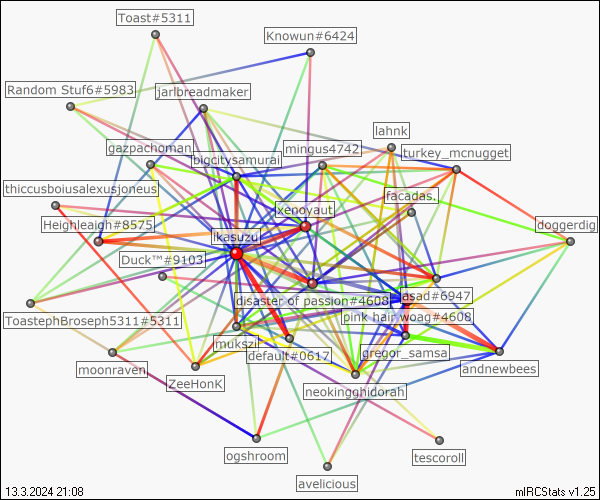 Toast#5311
Knowun#6424
Random Stuf6#5983
jarlbreadmaker
lahnk
gazpachoman
mingus4742
turkey_mcnugget
bigcitysamurai
thiccusboiusalexusjoneus
facadas.
xenoyaut
Heighleaigh#8575
doggerdig
ikasuzu
Duck™#9103
disaster of passion#4608
asad#6947
ToastephBroseph5311#5311
pink hair woag#4608
mukszii
default#0617
gregor_samsa
moonraven
andnewbees
ZeeHonK
neokingghidorah
ogshroom
tescoroll
avelicious
13.3.2024 21:08
mIRCStats v1.25